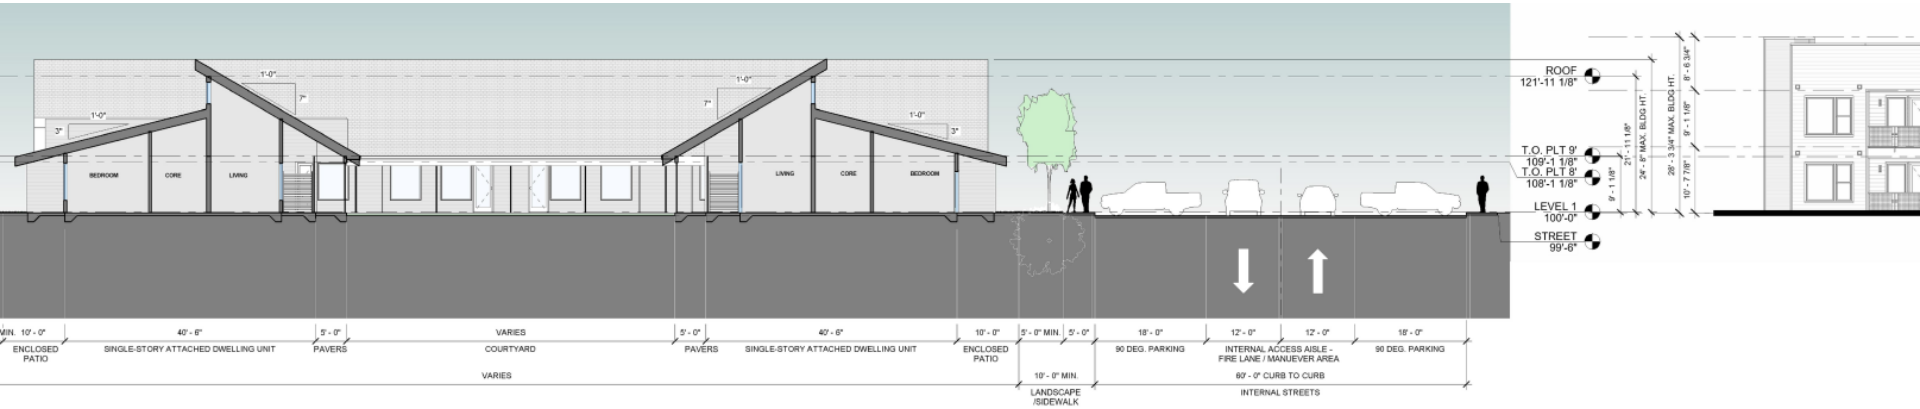 1'-0"
7"
1'-0"
3"
1'-0"
7"
1'-0"
3"
BEDROOM
CORE
LIVING
LIVING
CORE
BEDROOM
ROOF
121'-11 1/8"
T.O. PLT 9'
109'-1 1/8"
T.O. PLT 8'
108'-1 1/8"
LEVEL 1
100'-0"
STREET
99'-6"
9' - 1 1/8"
21' - 11 1/8"
24' - 8" MAX. BLDG HT.
28' - 3 3/4" MAX. BLDG HT.
8' - 6 3/4"
9' - 1 1/8"
10' - 7 7/8"
MIN. 10' - 0"
ENCLOSED
PATIO
40' - 6"
SINGLE-STORY ATTACHED DWELLING UNIT
5' - 0"
PAVERS
VARIES
COURTYARD
5' - 0"
PAVERS
40' - 6"
SINGLE-STORY ATTACHED DWELLING UNIT
10' - 0"
ENCLOSED
PATIO
5' - 0" MIN.
5' - 0"
18' - 0"
90 DEG. PARKING
12' - 0"
12' - 0"
INTERNAL ACCESS AISLE -
FIRE LANE / MANUEVER AREA
18' - 0"
90 DEG. PARKING
VARIES
10' - 0" MIN.
LANDSCAPE
/SIDEWALK
60' - 0" CURB TO CURB
INTERNAL STREETS